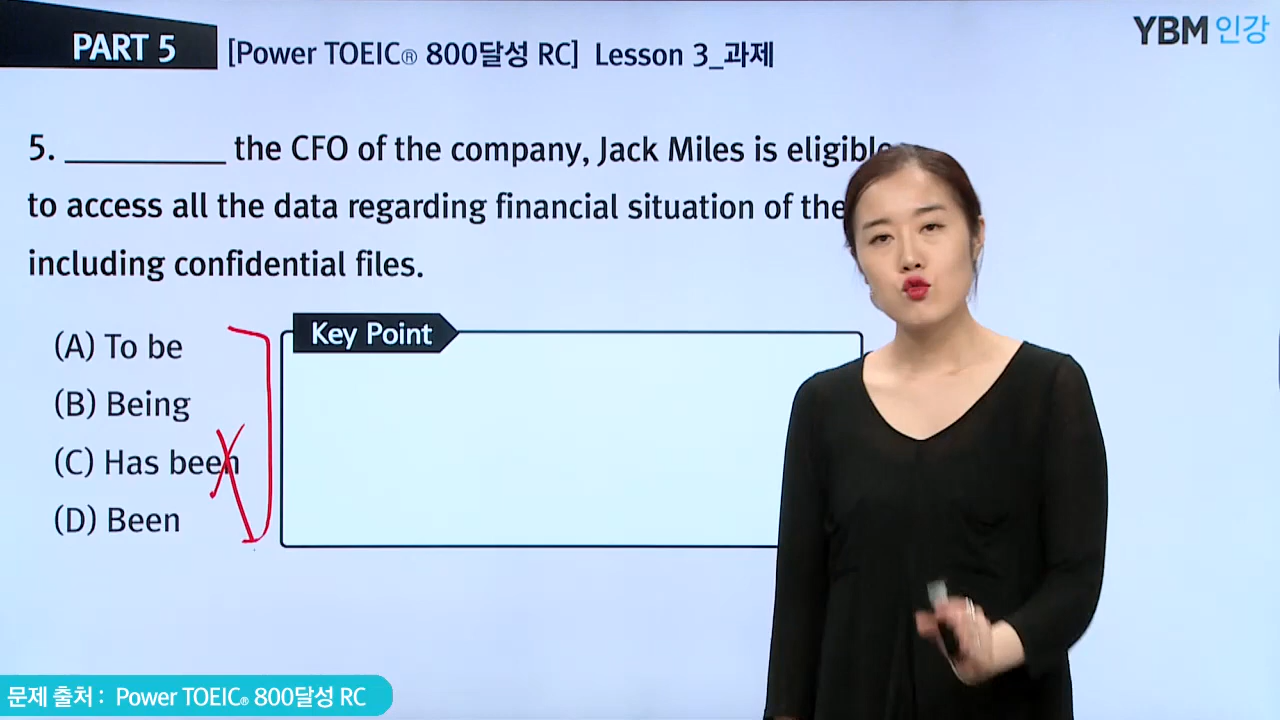 PART 5
[Power TOEIC® 800달성 RC] Lesson 3_과제
YBM 인강
5. __________ the CFO of the company, Jack Miles is eligible
to access all the data regarding financial situation of the
including confidential files.
(A) To be
(B) Being
(C) Has been
(D) Been
Key Point
문제 출처 : Power TOEIC® 800달성 RC